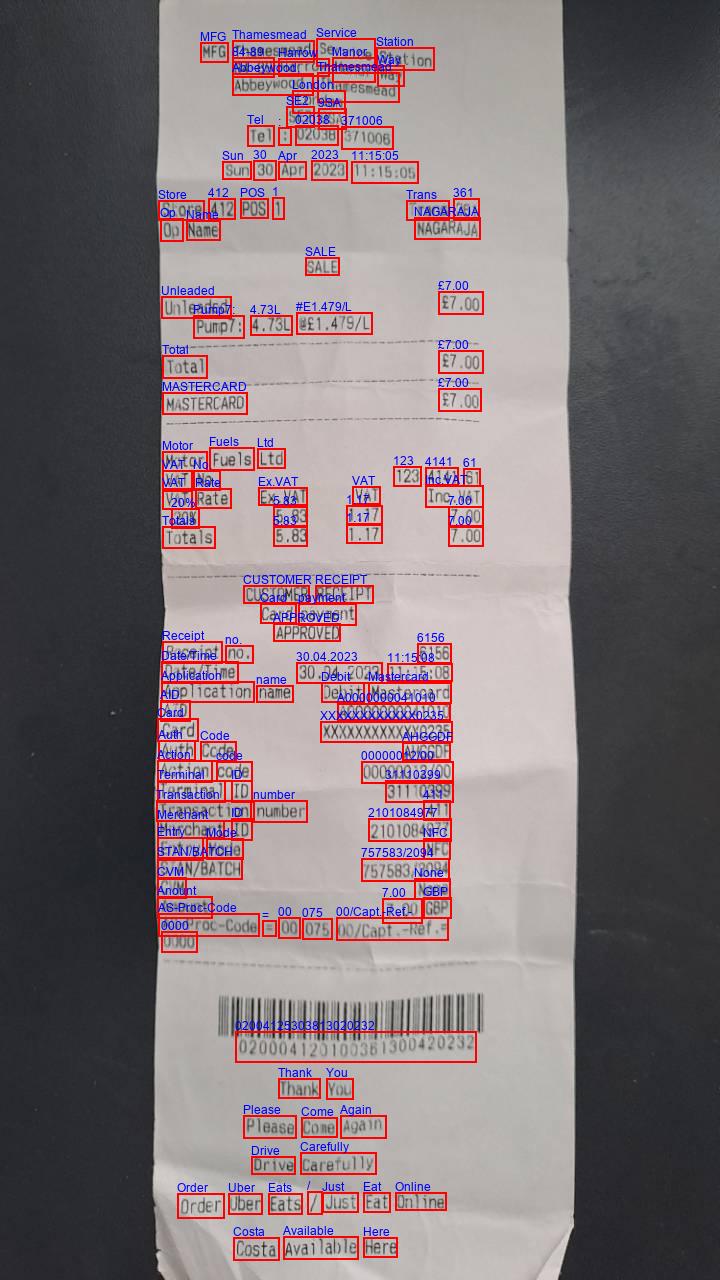 MFG Thamesmead Service Station
84-89 Harrow Manor Way
Abbeywood Thamesmead
London
SE2 9SA
Tel : 02038 371006
Sun 30 Apr 2023 11:15:05
Store 412 POS 1 Trans 361
Op Name NAGARAJA
SALE
Unleaded £7.00
Pump7: 4.73L @£1.479/L
Total £7.00
MASTERCARD £7.00
Motor Fuels Ltd
VAT No 123 4141 61
VAT Rate Ex.VAT VAT Inc.VAT
20% 5.83 1.17 7.00
Totals 5.83 1.17 7.00
CUSTOMER RECEIPT
Card payment
APPROVED
Receipt no. 6156
Date/Time 30.04.2023 11:15:08
Application name Debit Mastercard
AID A0000000041010
Card XXXXXXXXXXXX0235
Auth Code AHGGDF
Action code 00000012/00
Terminal ID 31110399
Transaction number 411
Merchant ID 2101084977
Entry Mode NFC
STAN/BATCH 757583/2094
CVM None
Amount 7.00 GBP
AS-Proc-Code = 00 075 00/Capt.-Ref.=
0000
020004120100361300420232
Thank You
Please Come Again
Drive Carefully
Order Uber Eats / Just Eat Online
Costa Available Here